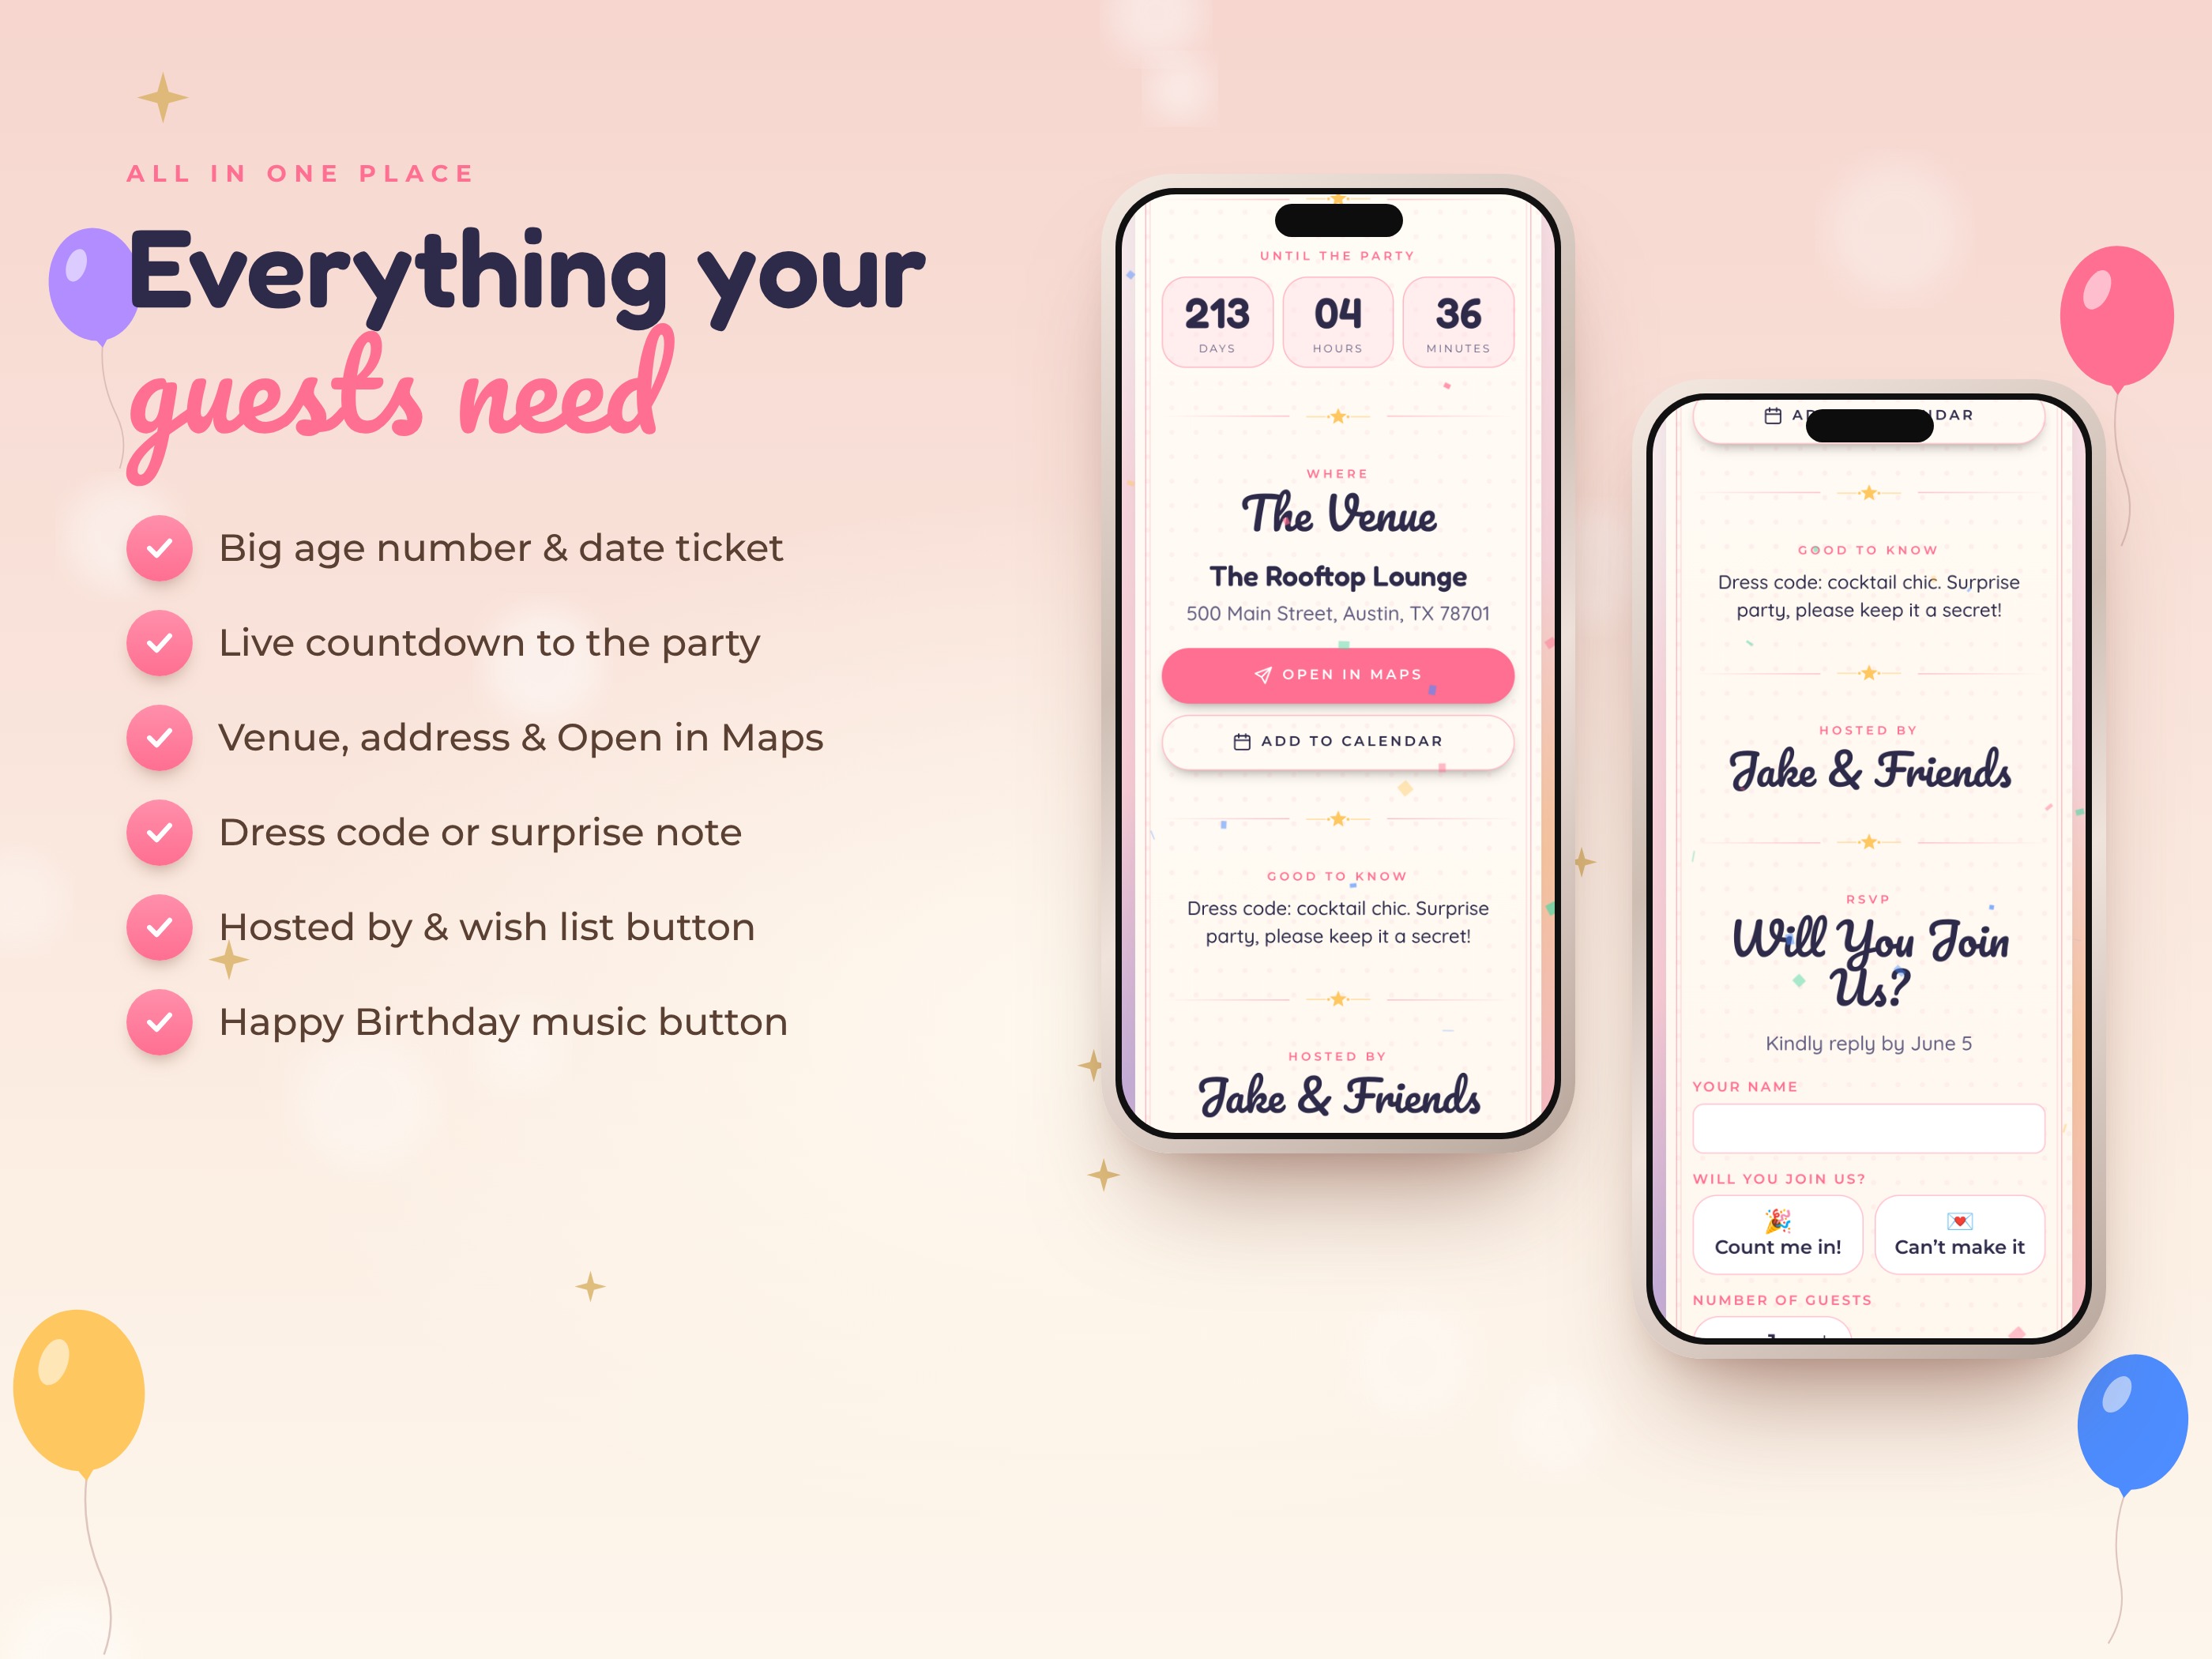 ALL IN ONE PLACE
Everything your
guests need
Big age number & date ticket
Live countdown to the party
Venue, address & Open in Maps
Dress code or surprise note
Hosted by & wish list button
Happy Birthday music button
UNTIL THE PARTY
213 04 36
DAYS HOURS MINUTES
WHERE
The Venue
The Rooftop Lounge
500 Main Street, Austin, TX 78701
OPEN IN MAPS
ADD TO CALENDAR
GOOD TO KNOW
Dress code: cocktail chic. Surprise
party, please keep it a secret!
HOSTED BY
Jake & Friends
GOOD TO KNOW
Dress code: cocktail chic. Surprise
party, please keep it a secret!
HOSTED BY
Jake & Friends
RSVP
Will You Join
Us?
Kindly reply by June 5
YOUR NAME
WILL YOU JOIN US?
Count me in! Can't make it
NUMBER OF GUESTS